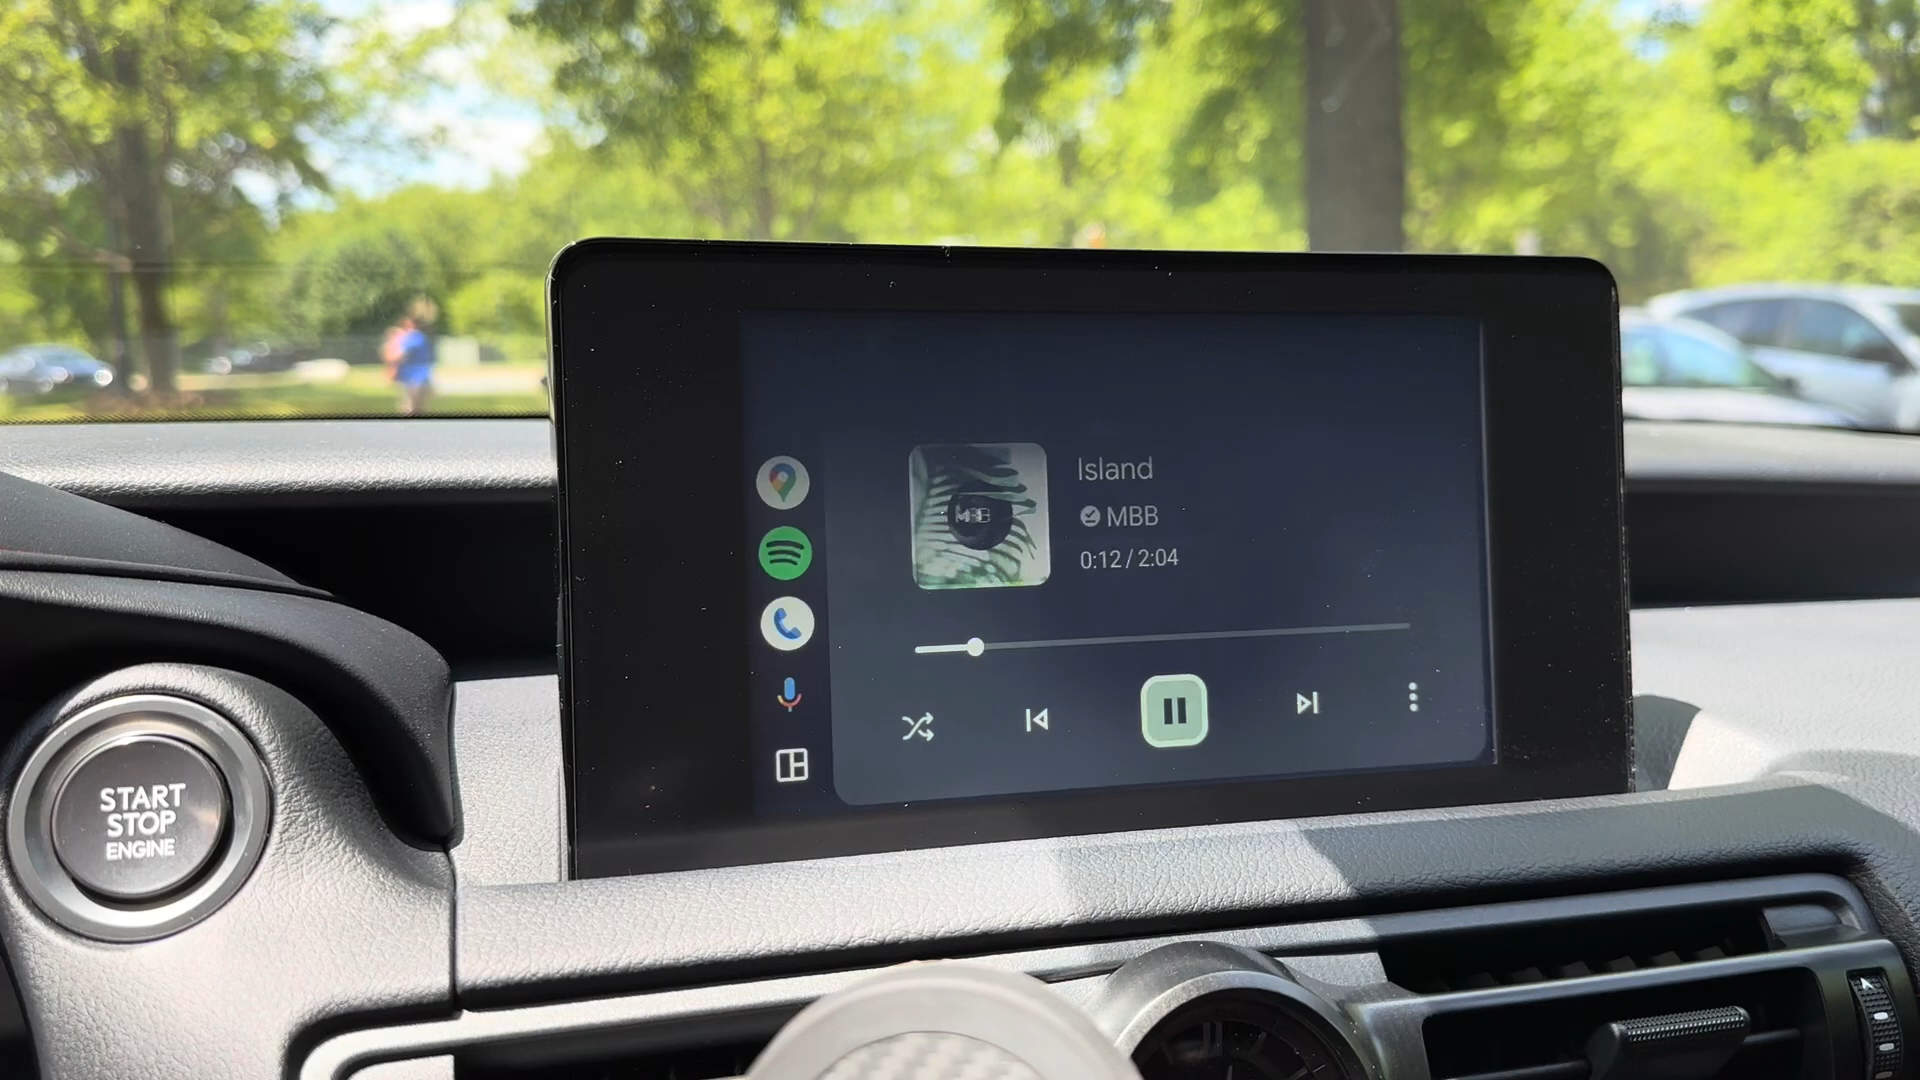 START
STOP
ENGINE
MBB
Island
MBB
0:12 / 2:04